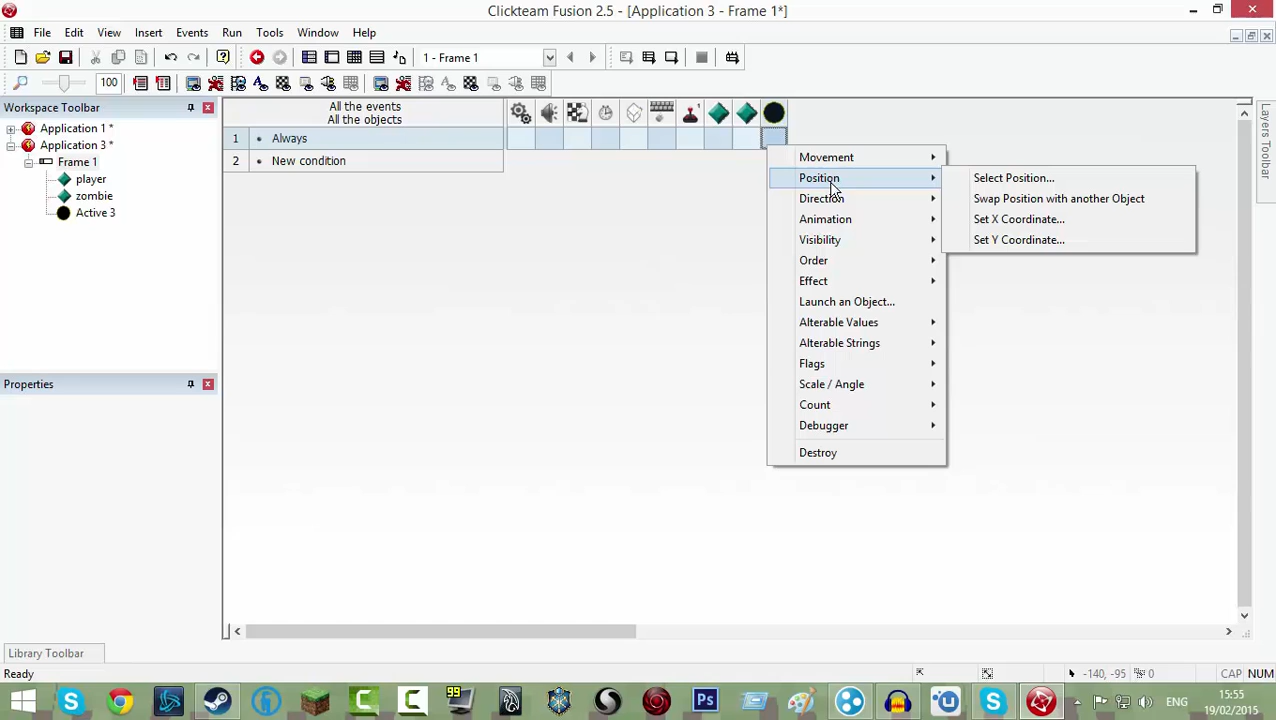 Clickteam Fusion 2.5 - [Application 3 - Frame 1*]
File Edit View Insert Events Run Tools Window Help
1 - Frame 1
100
Workspace Toolbar
Application 1 *
Application 3 *
Frame 1
player
zombie
Active 3
Properties
Library Toolbar
All the events
All the objects
1 • Always
2 • New condition
Movement
Position
Direction
Animation
Visibility
Order
Effect
Launch an Object...
Alterable Values
Alterable Strings
Flags
Scale / Angle
Count
Debugger
Destroy
Select Position...
Swap Position with another Object
Set X Coordinate...
Set Y Coordinate...
Layers Toolbar
Ready
-140, -95
0
CAP NUM
99
ENG
15:55
19/02/2015